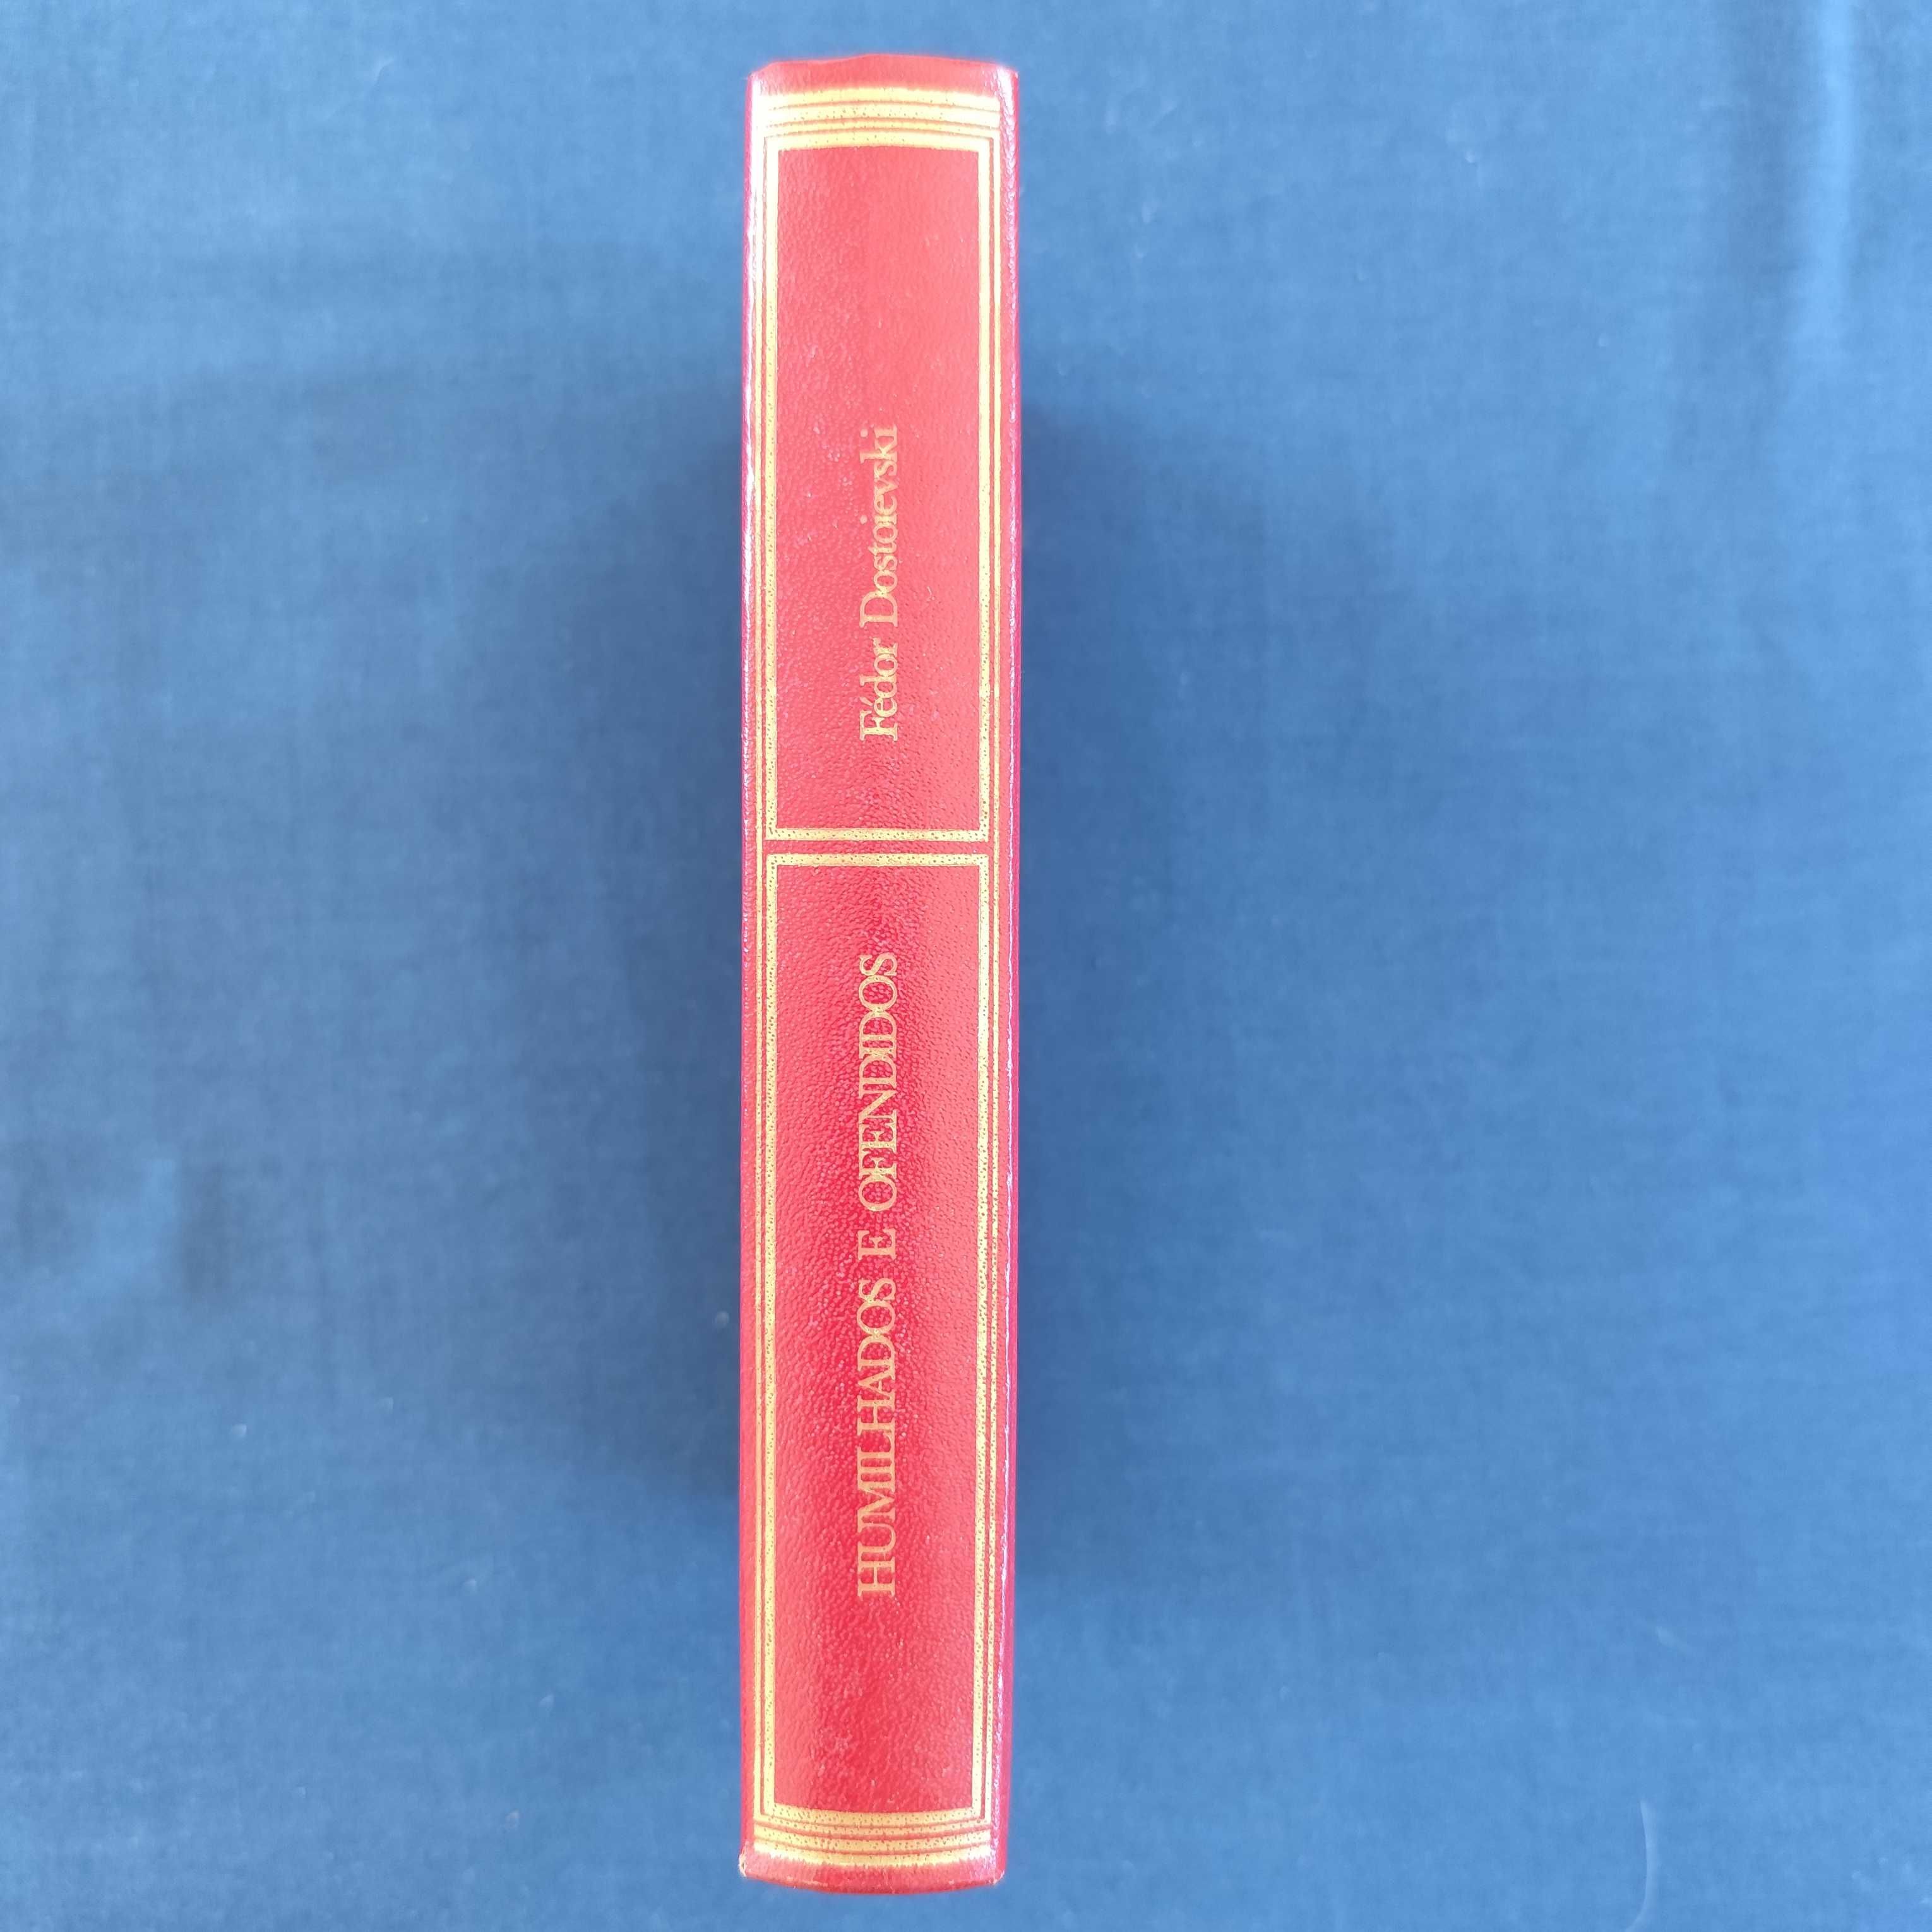 HUMILHADOS E OFENDIDOS
Fédor Dostoievski